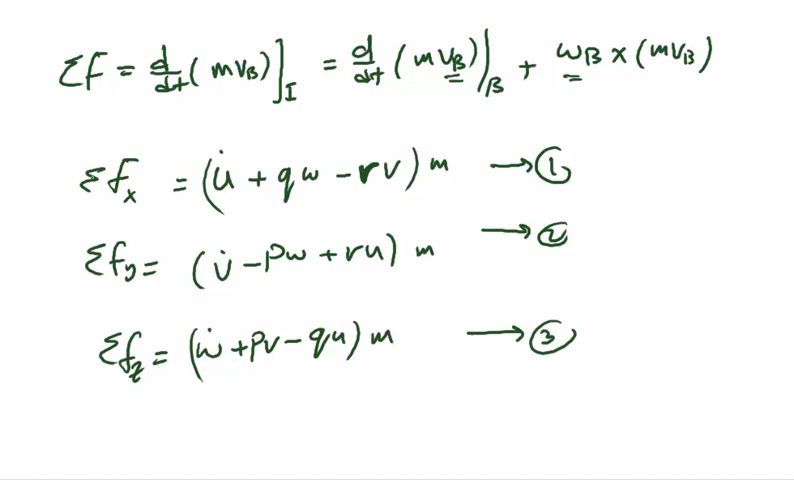 Σf = d/dt (mv_B)]_I = d/dt (mv_B)|_B + ω_B × (mv_B)
Σf_x = (u̇ + qw - rv) m → ①
Σf_y = (v̇ - pw + ru) m → ②
Σf_z = (ẇ + pv - qu) m → ③